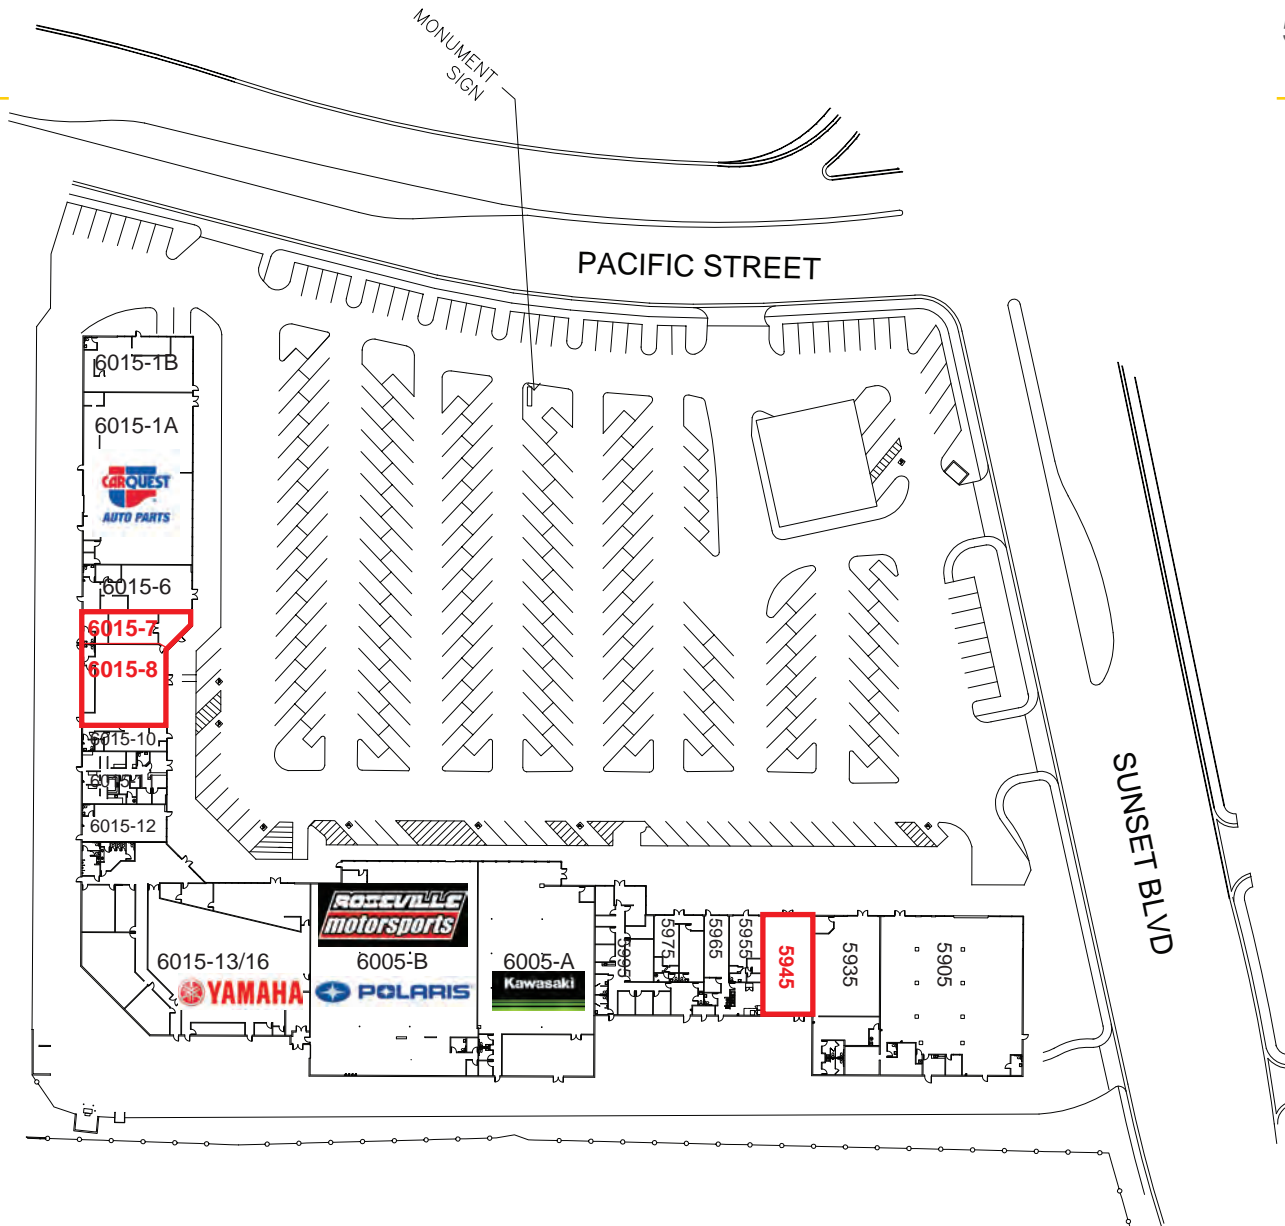 MONUMENT
SIGN
PACIFIC STREET
6015-1B
6015-1A
CARQUEST
AUTO PARTS
6015-6
6015-7
6015-8
6015-10
6015-12
SUNSET BLVD
ROSEVILLE
motorsports
6015-13/16
6005-B
6005-A
YAMAHA
POLARIS
Kawasaki
5995
5975
5965
5955
5945
5935
5905